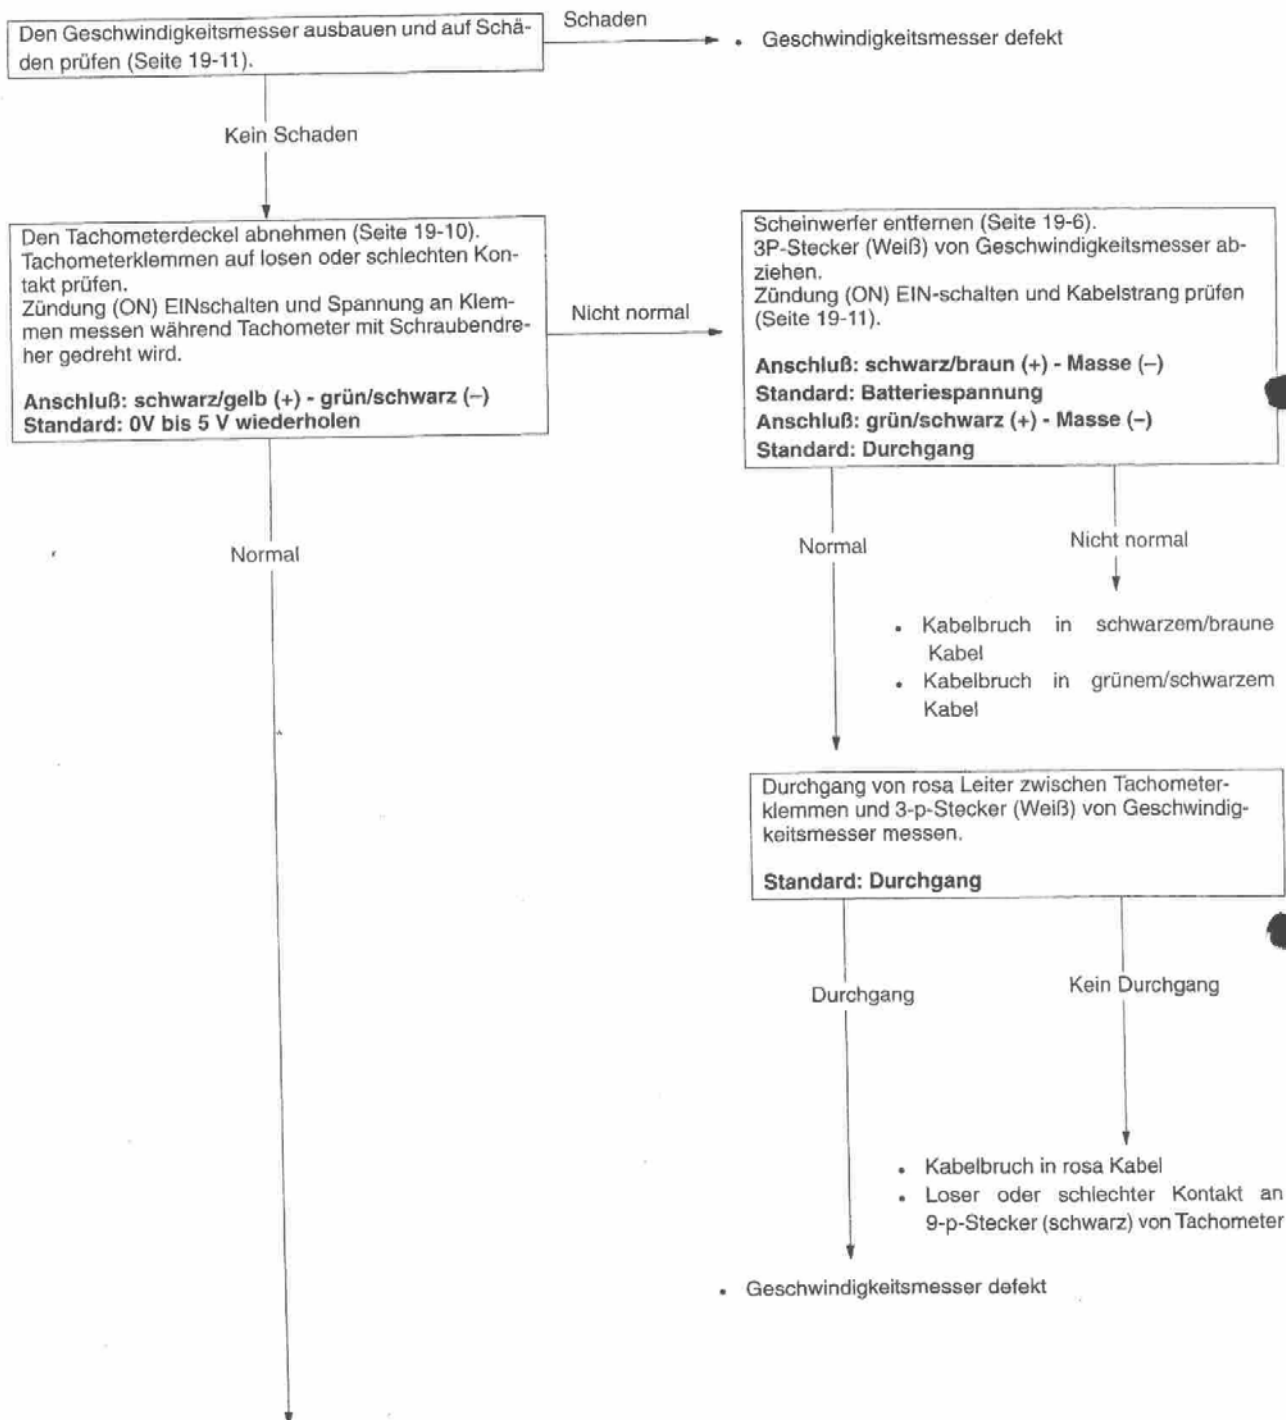 Den Geschwindigkeitsmesser ausbauen und auf Schä-
den prüfen (Seite 19-11).
Schaden
• Geschwindigkeitsmesser defekt
Kein Schaden
Den Tachometerdeckel abnehmen (Seite 19-10).
Tachometerklemmen auf losen oder schlechten Kon-
takt prüfen.
Zündung (ON) EINschalten und Spannung an Klem-
men messen während Tachometer mit Schraubendre-
her gedreht wird.
Anschluß: schwarz/gelb (+) - grün/schwarz (–)
Standard: 0V bis 5 V wiederholen
Nicht normal
Scheinwerfer entfernen (Seite 19-6).
3P-Stecker (Weiß) von Geschwindigkeitsmesser ab-
ziehen.
Zündung (ON) EIN-schalten und Kabelstrang prüfen
(Seite 19-11).
Anschluß: schwarz/braun (+) - Masse (–)
Standard: Batteriespannung
Anschluß: grün/schwarz (+) - Masse (–)
Standard: Durchgang
Normal
Normal
Nicht normal
• Kabelbruch in schwarzem/braune
Kabel
• Kabelbruch in grünem/schwarzem
Kabel
Durchgang von rosa Leiter zwischen Tachometer-
klemmen und 3-p-Stecker (Weiß) von Geschwindig-
keitsmesser messen.
Standard: Durchgang
Durchgang
Kein Durchgang
• Kabelbruch in rosa Kabel
• Loser oder schlechter Kontakt an
9-p-Stecker (schwarz) von Tachometer
• Geschwindigkeitsmesser defekt